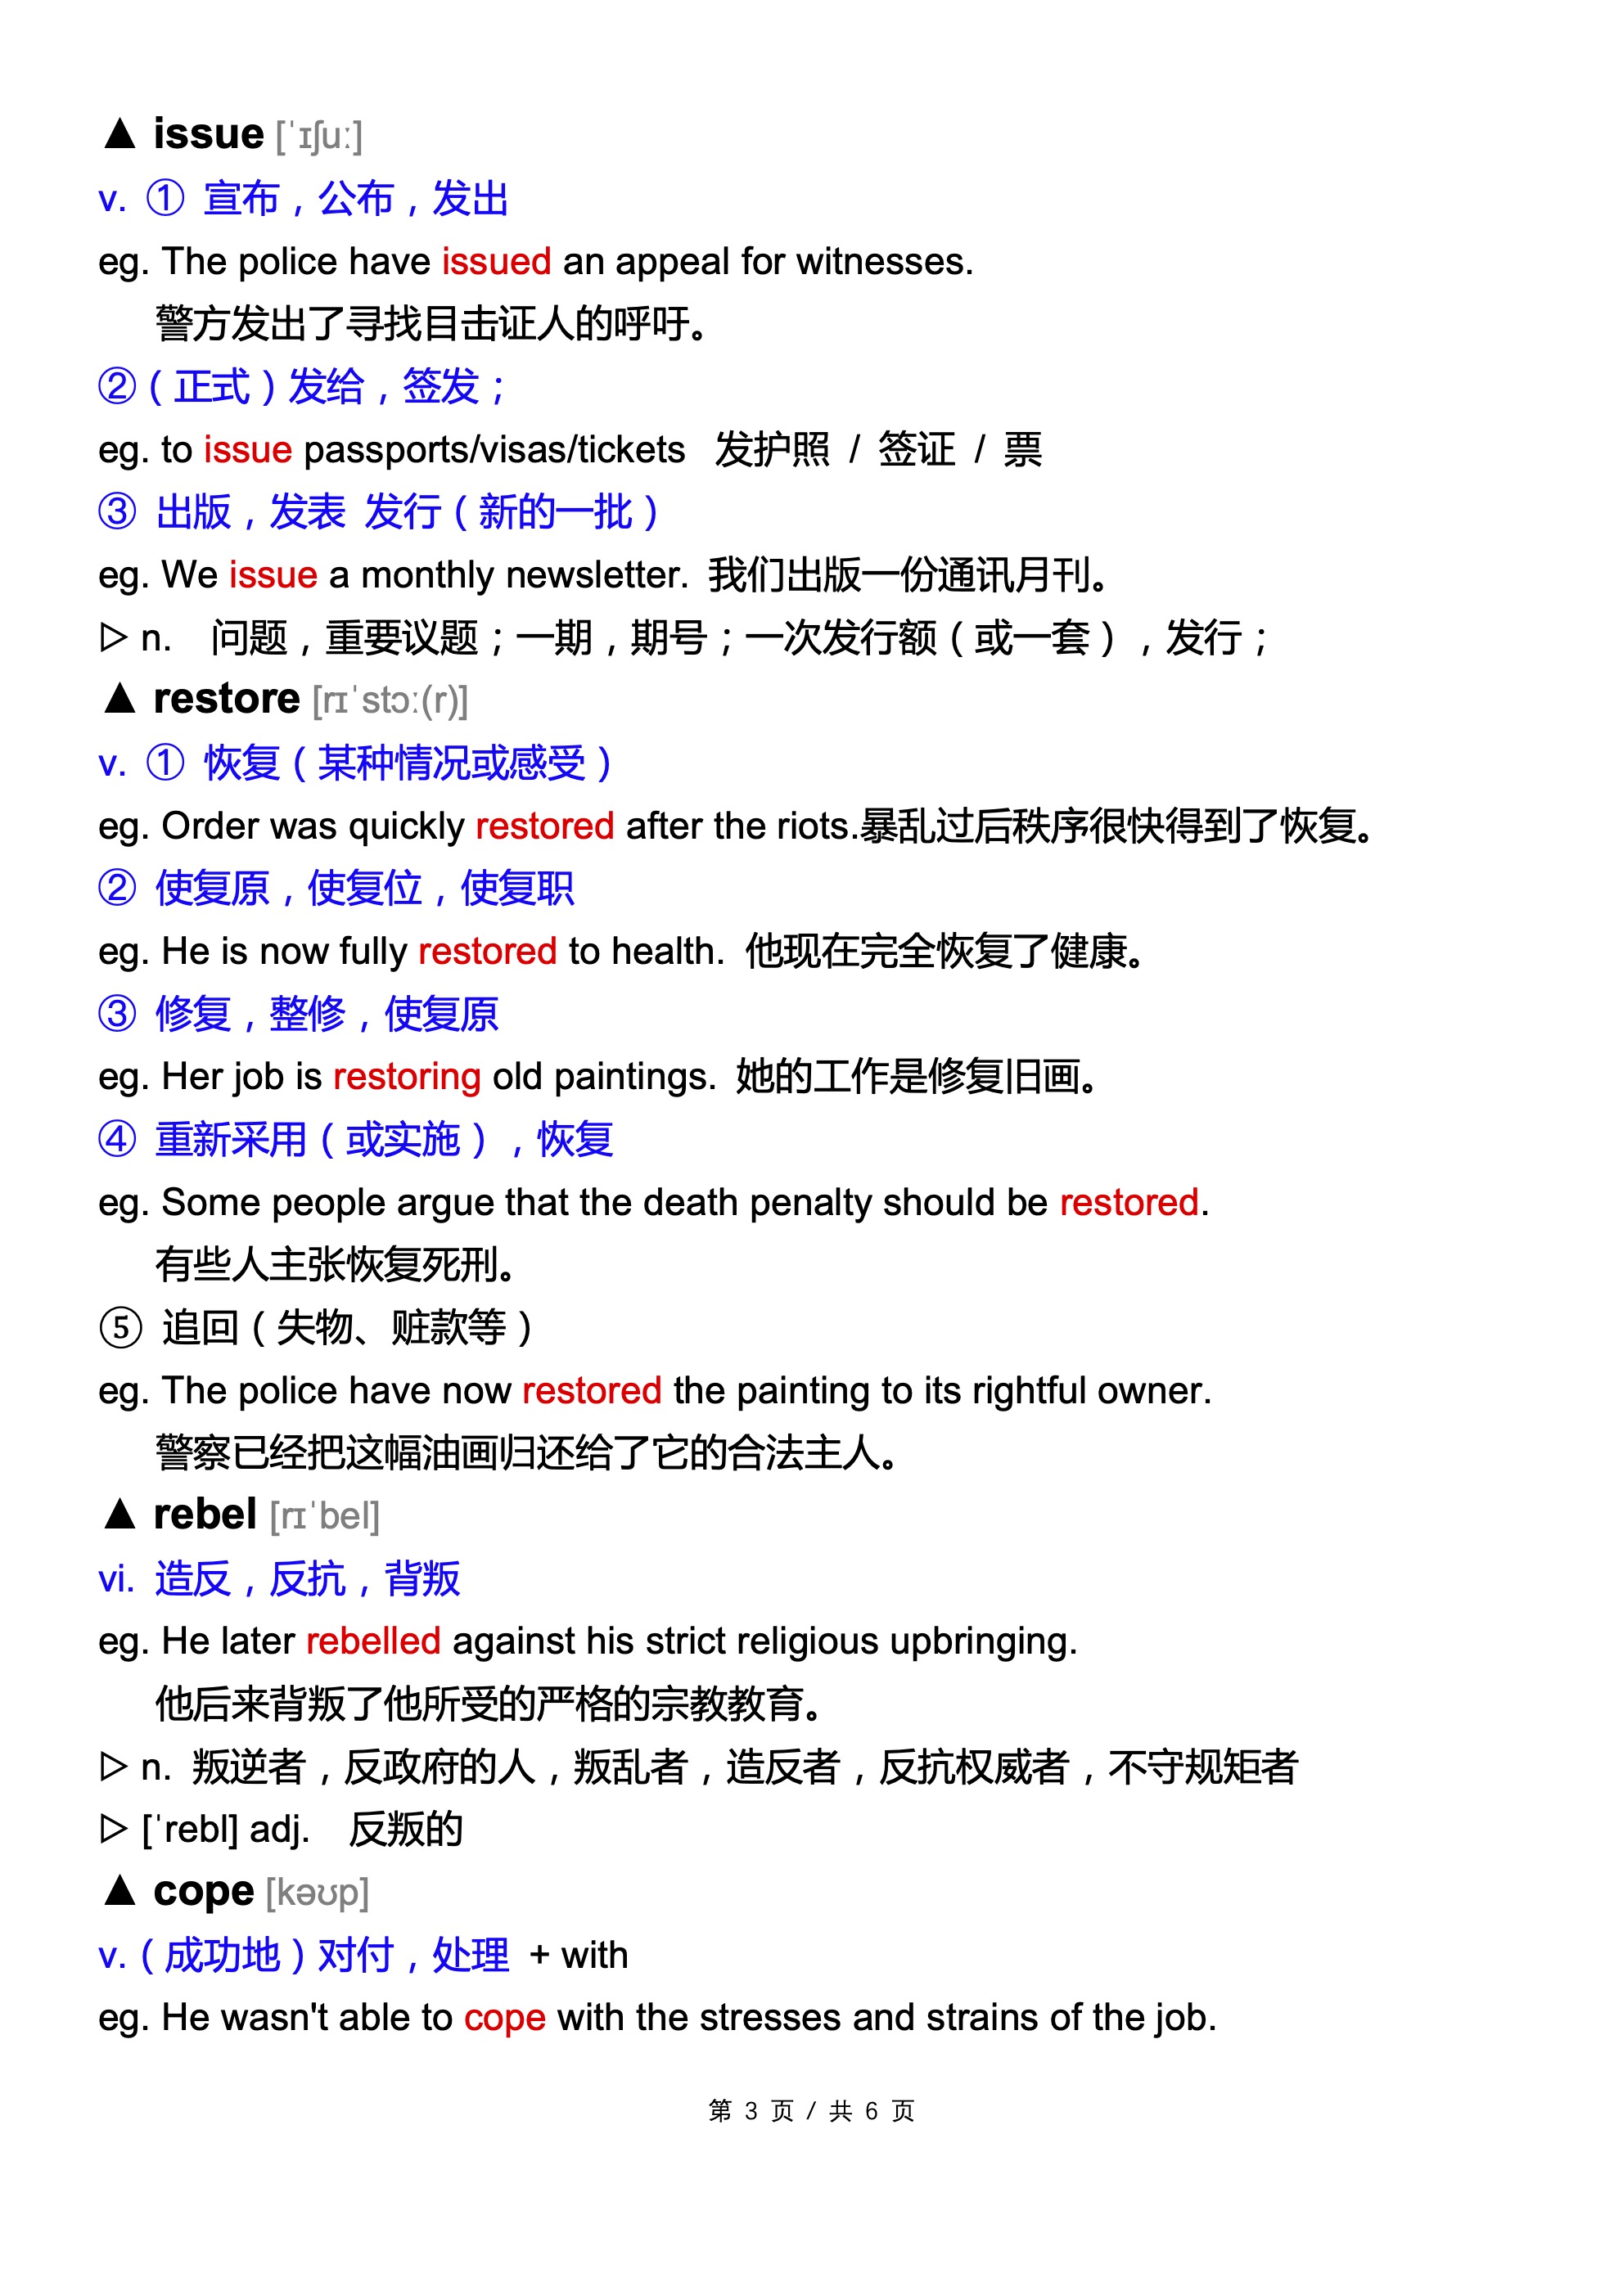 ▲ issue [ˈɪʃuː]
v. ① 宣布，公布，发出
eg. The police have issued an appeal for witnesses.
警方发出了寻找目击证人的呼吁。
②（正式）发给，签发；
eg. to issue passports/visas/tickets 发护照 / 签证 / 票
③ 出版，发表 发行（新的一批）
eg. We issue a monthly newsletter. 我们出版一份通讯月刊。
▷ n. 问题，重要议题；一期，期号；一次发行额（或一套），发行；
▲ restore [rɪˈstɔː(r)]
v. ① 恢复（某种情况或感受）
eg. Order was quickly restored after the riots.暴乱过后秩序很快得到了恢复。
② 使复原，使复位，使复职
eg. He is now fully restored to health. 他现在完全恢复了健康。
③ 修复，整修，使复原
eg. Her job is restoring old paintings. 她的工作是修复旧画。
④ 重新采用（或实施），恢复
eg. Some people argue that the death penalty should be restored.
有些人主张恢复死刑。
⑤ 追回（失物、赃款等）
eg. The police have now restored the painting to its rightful owner.
警察已经把这幅油画归还给了它的合法主人。
▲ rebel [rɪˈbel]
vi. 造反，反抗，背叛
eg. He later rebelled against his strict religious upbringing.
他后来背叛了他所受的严格的宗教教育。
▷ n. 叛逆者，反政府的人，叛乱者，造反者，反抗权威者，不守规矩者
▷ [ˈrebl] adj. 反叛的
▲ cope [kəʊp]
v.（成功地）对付，处理 + with
eg. He wasn't able to cope with the stresses and strains of the job.
第 3 页 / 共 6 页